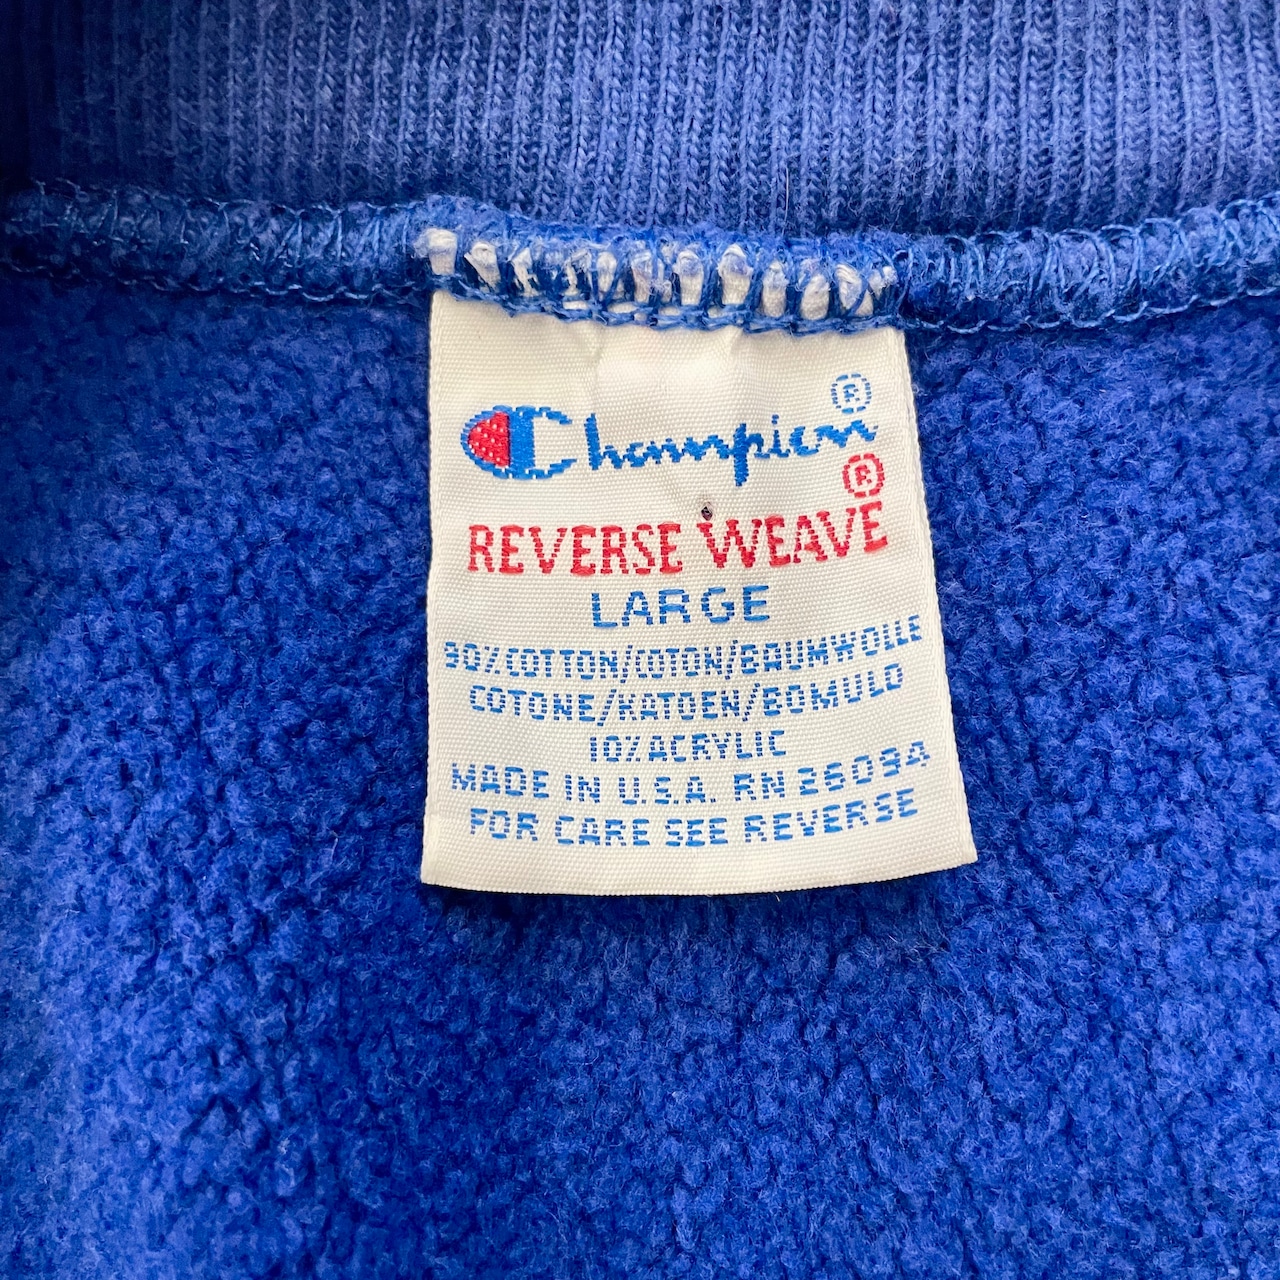 Champion®
REVERSE WEAVE®
LARGE
90% COTTON/COTON/BAUMWOLLE
COTONE/KATOEN/BOMULD
10% ACRYLIC
MADE IN U.S.A. RN 26094
FOR CARE SEE REVERSE